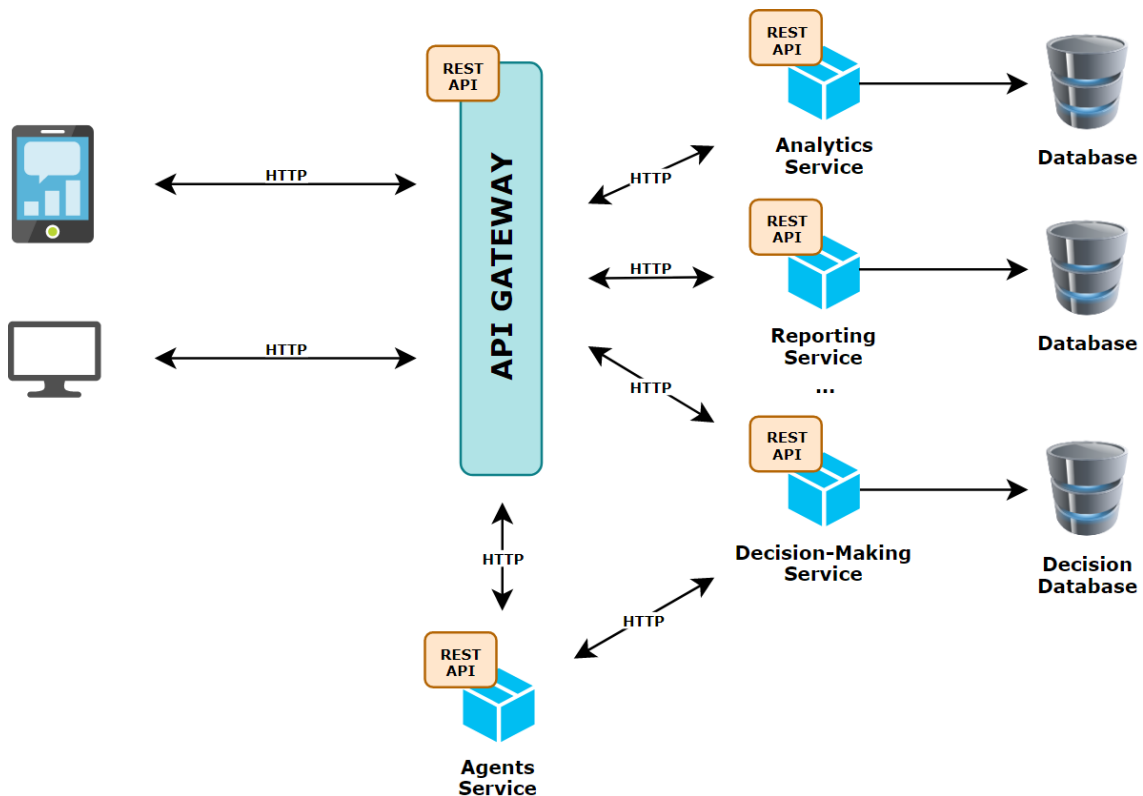 REST
API
API GATEWAY
HTTP
HTTP
HTTP
HTTP
HTTP
HTTP
HTTP
REST
API
Analytics
Service
Database
REST
API
Reporting
Service
...
Database
REST
API
Decision-Making
Service
Decision
Database
REST
API
Agents
Service